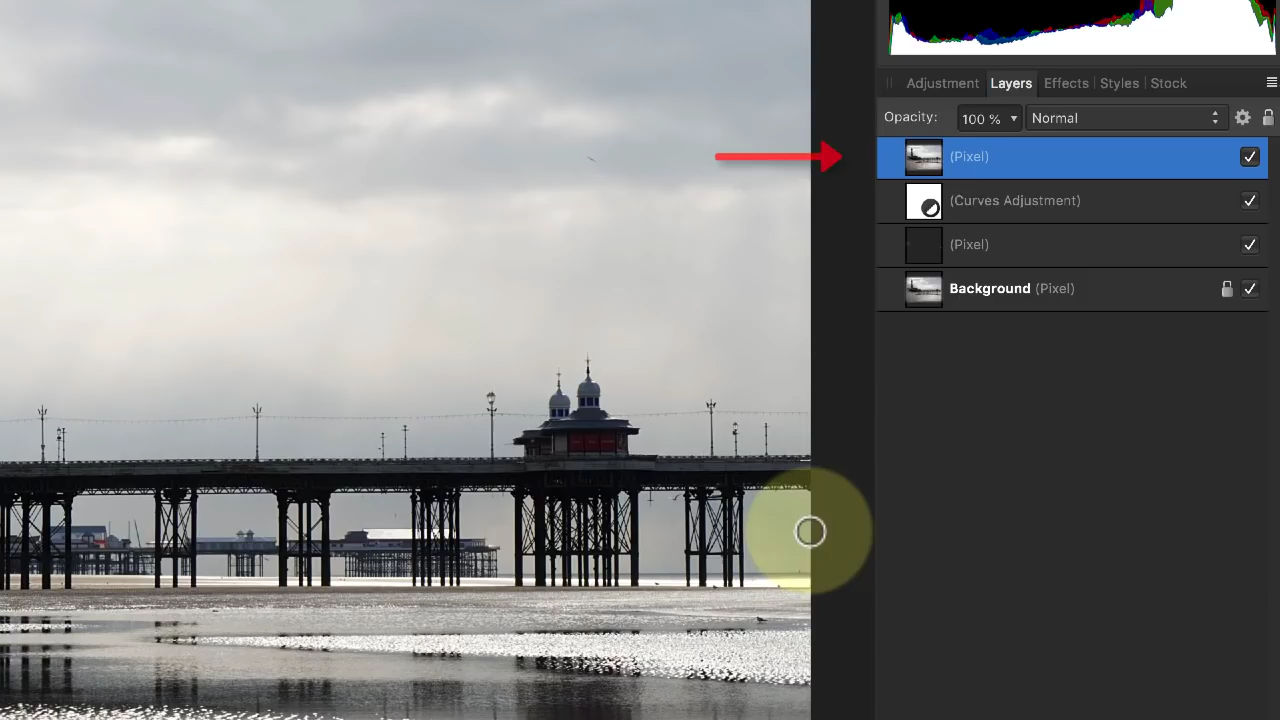 Adjustment Layers Effects Styles Stock
Opacity: 100 % Normal
(Pixel)
(Curves Adjustment)
(Pixel)
Background (Pixel)